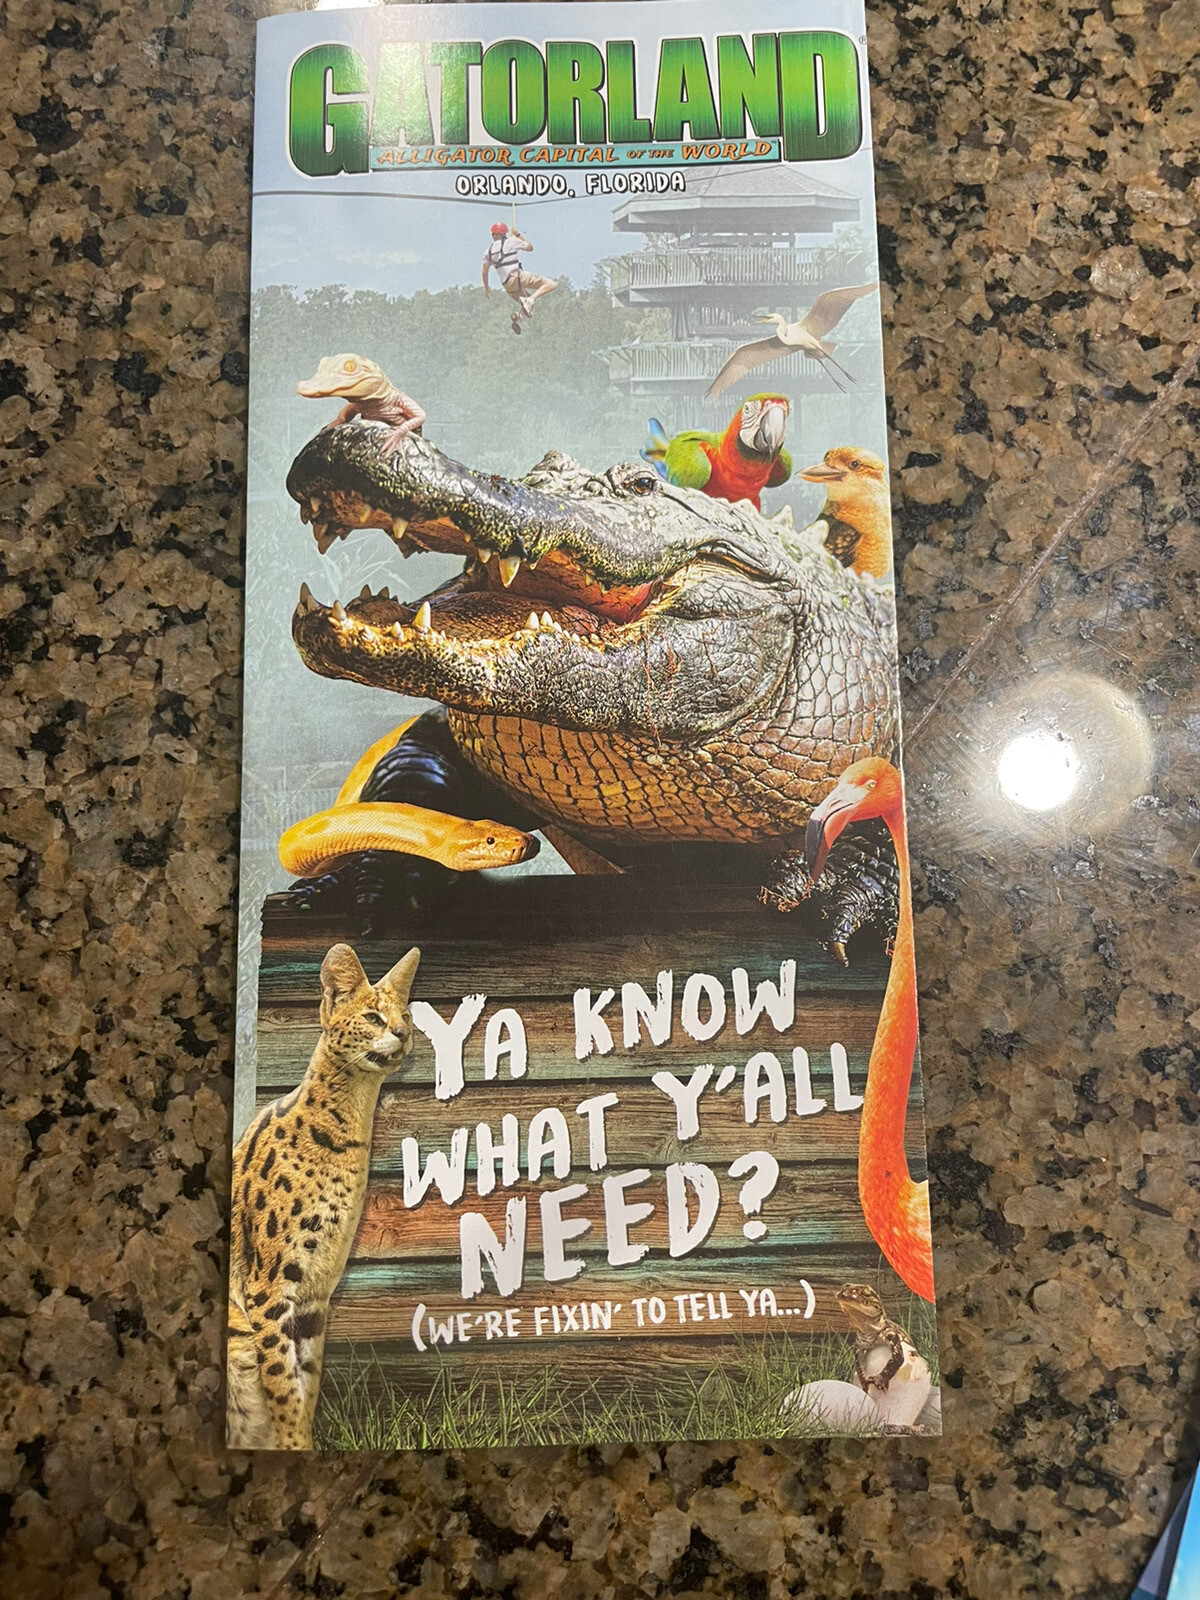 GATORLAND®
ALLIGATOR CAPITAL OF THE WORLD
ORLANDO, FLORIDA
YA KNOW
WHAT Y'ALL
NEED?
(WE'RE FIXIN' TO TELL YA...)